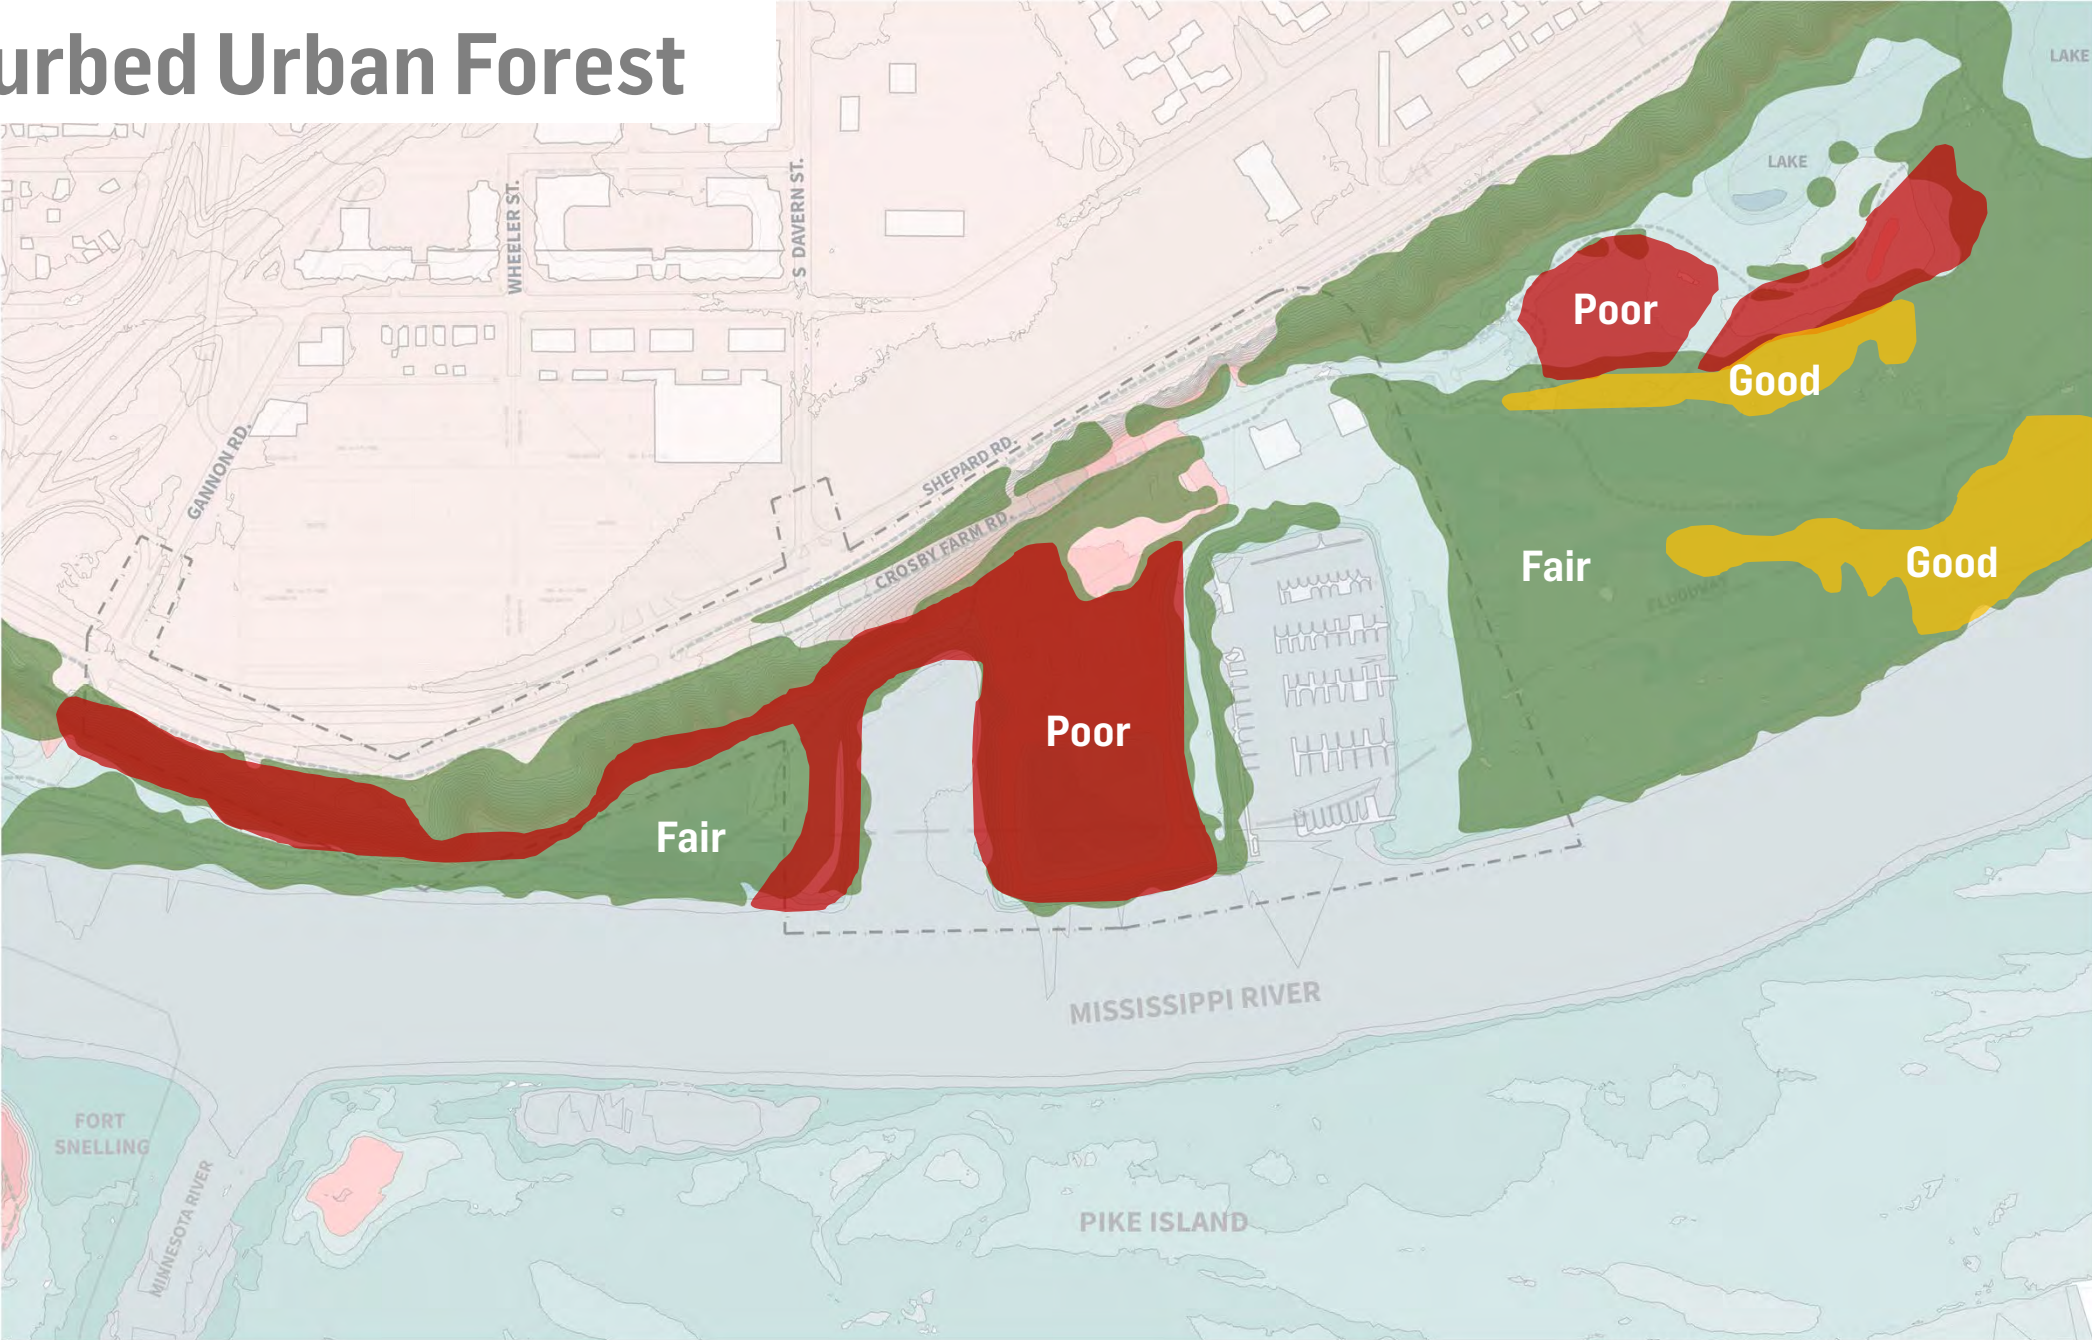 urbed Urban Forest
LAKE
LAKE
WHEELER ST.
S DAVERN ST.
Poor
Good
GANNON RD.
SHEPARD RD.
CROSBY FARM RD.
Fair
Good
Poor
Fair
MISSISSIPPI RIVER
FORT
SNELLING
MINNESOTA RIVER
PIKE ISLAND